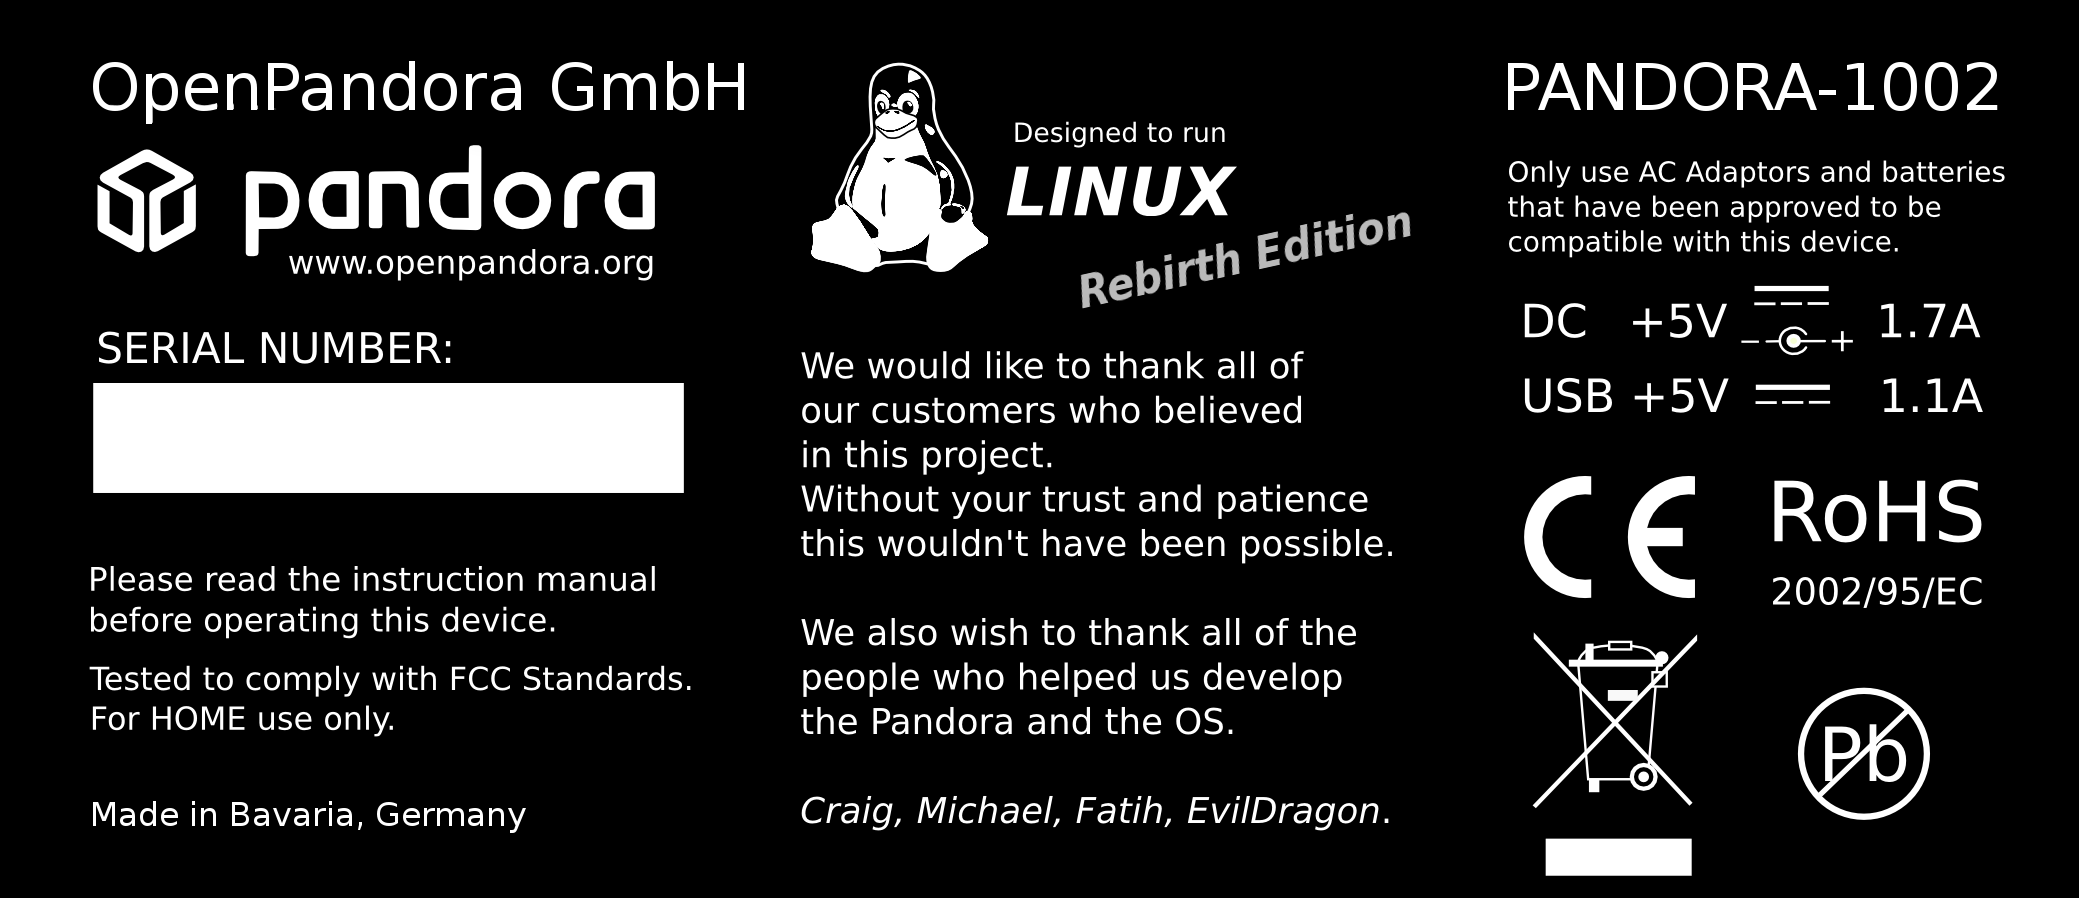 OpenPandora GmbH
pandora
www.openpandora.org
SERIAL NUMBER:
Please read the instruction manual
before operating this device.
Tested to comply with FCC Standards.
For HOME use only.
Made in Bavaria, Germany
Designed to run
LINUX
Rebirth Edition
We would like to thank all of
our customers who believed
in this project.
Without your trust and patience
this wouldn't have been possible.
We also wish to thank all of the
people who helped us develop
the Pandora and the OS.
Craig, Michael, Fatih, EvilDragon.
PANDORA-1002
Only use AC Adaptors and batteries
that have been approved to be
compatible with this device.
DC +5V 1.7A
USB +5V 1.1A
CE
RoHS
2002/95/EC
Pb